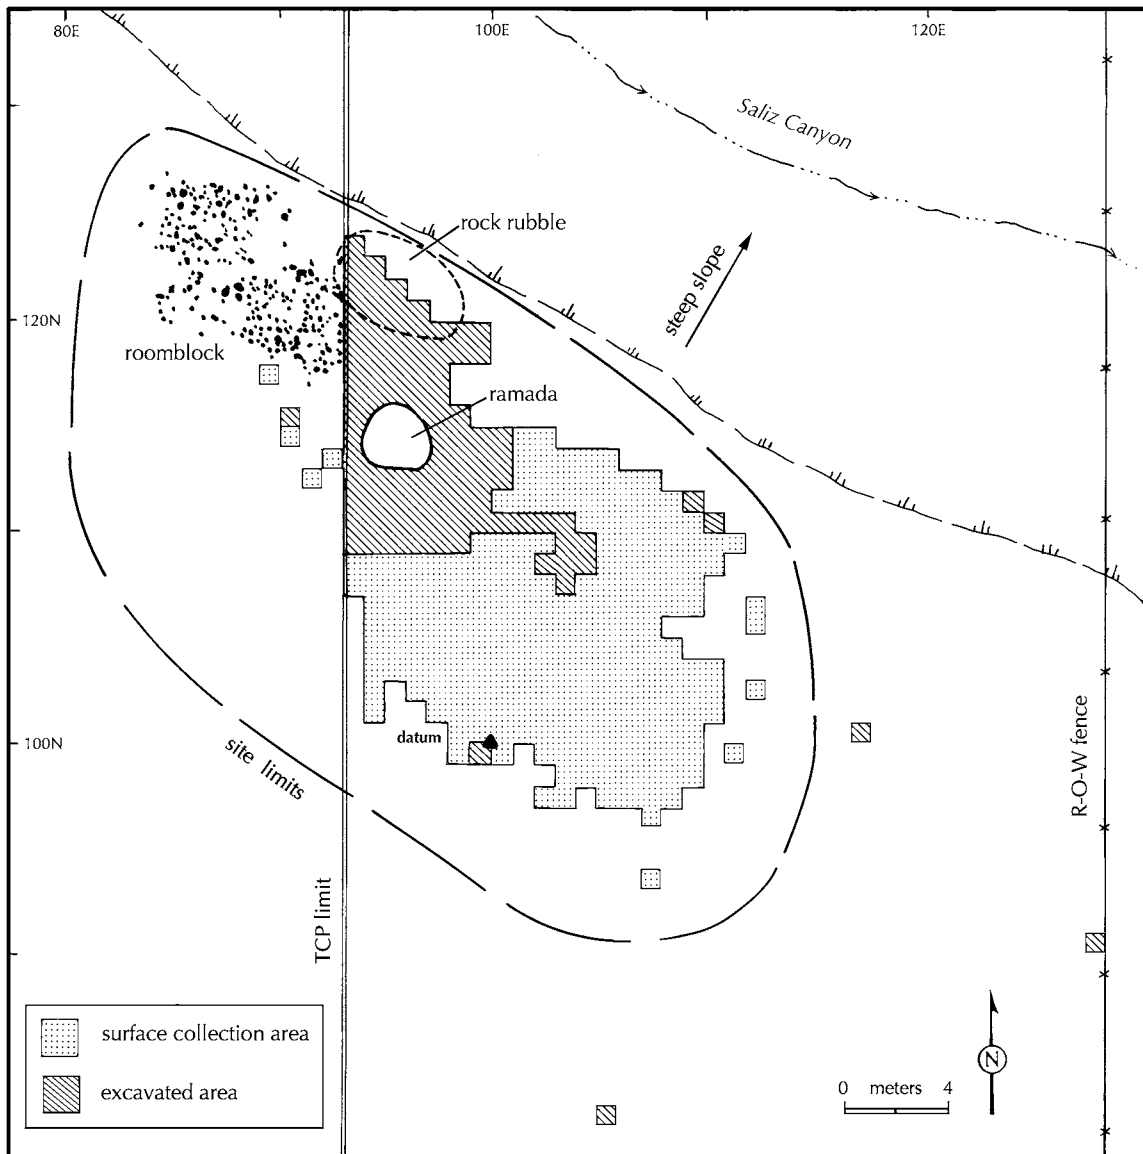 80E
100E
120E
Saliz Canyon
rock rubble
steep slope
120N
roomblock
ramada
datum
100N
site limits
R-O-W fence
TCP limit
surface collection area
excavated area
N
0 meters 4